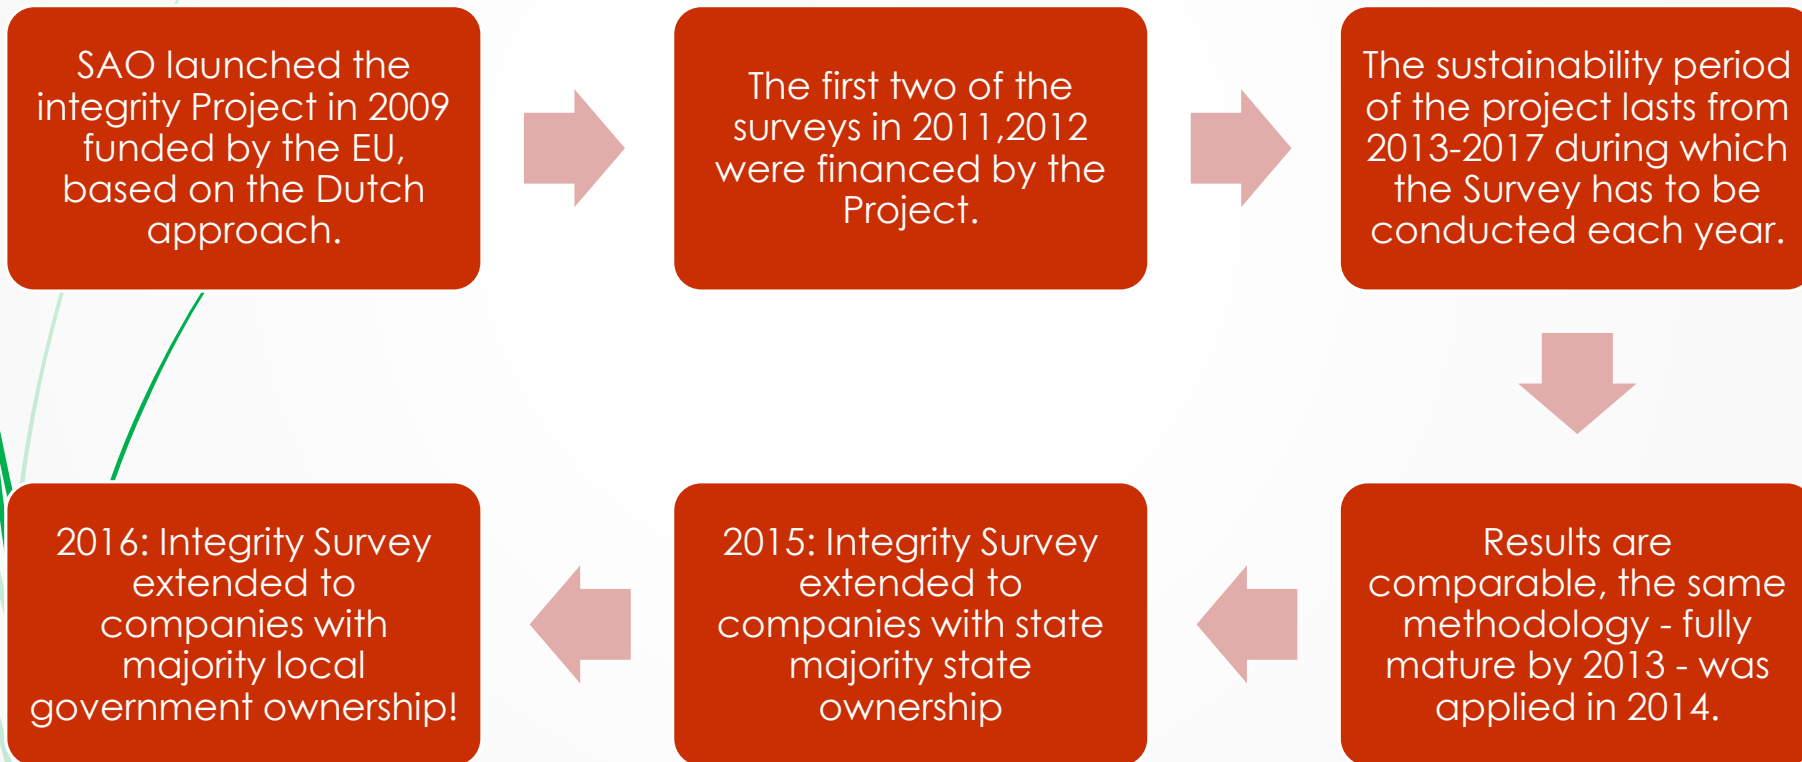 SAO launched the
integrity Project in 2009
funded by the EU,
based on the Dutch
approach.
The first two of the
surveys in 2011,2012
were financed by the
Project.
The sustainability period
of the project lasts from
2013-2017 during which
the Survey has to be
conducted each year.
Results are
comparable, the same
methodology - fully
mature by 2013 - was
applied in 2014.
2015: Integrity Survey
extended to
companies with state
majority state
ownership
2016: Integrity Survey
extended to
companies with
majority local
government ownership!